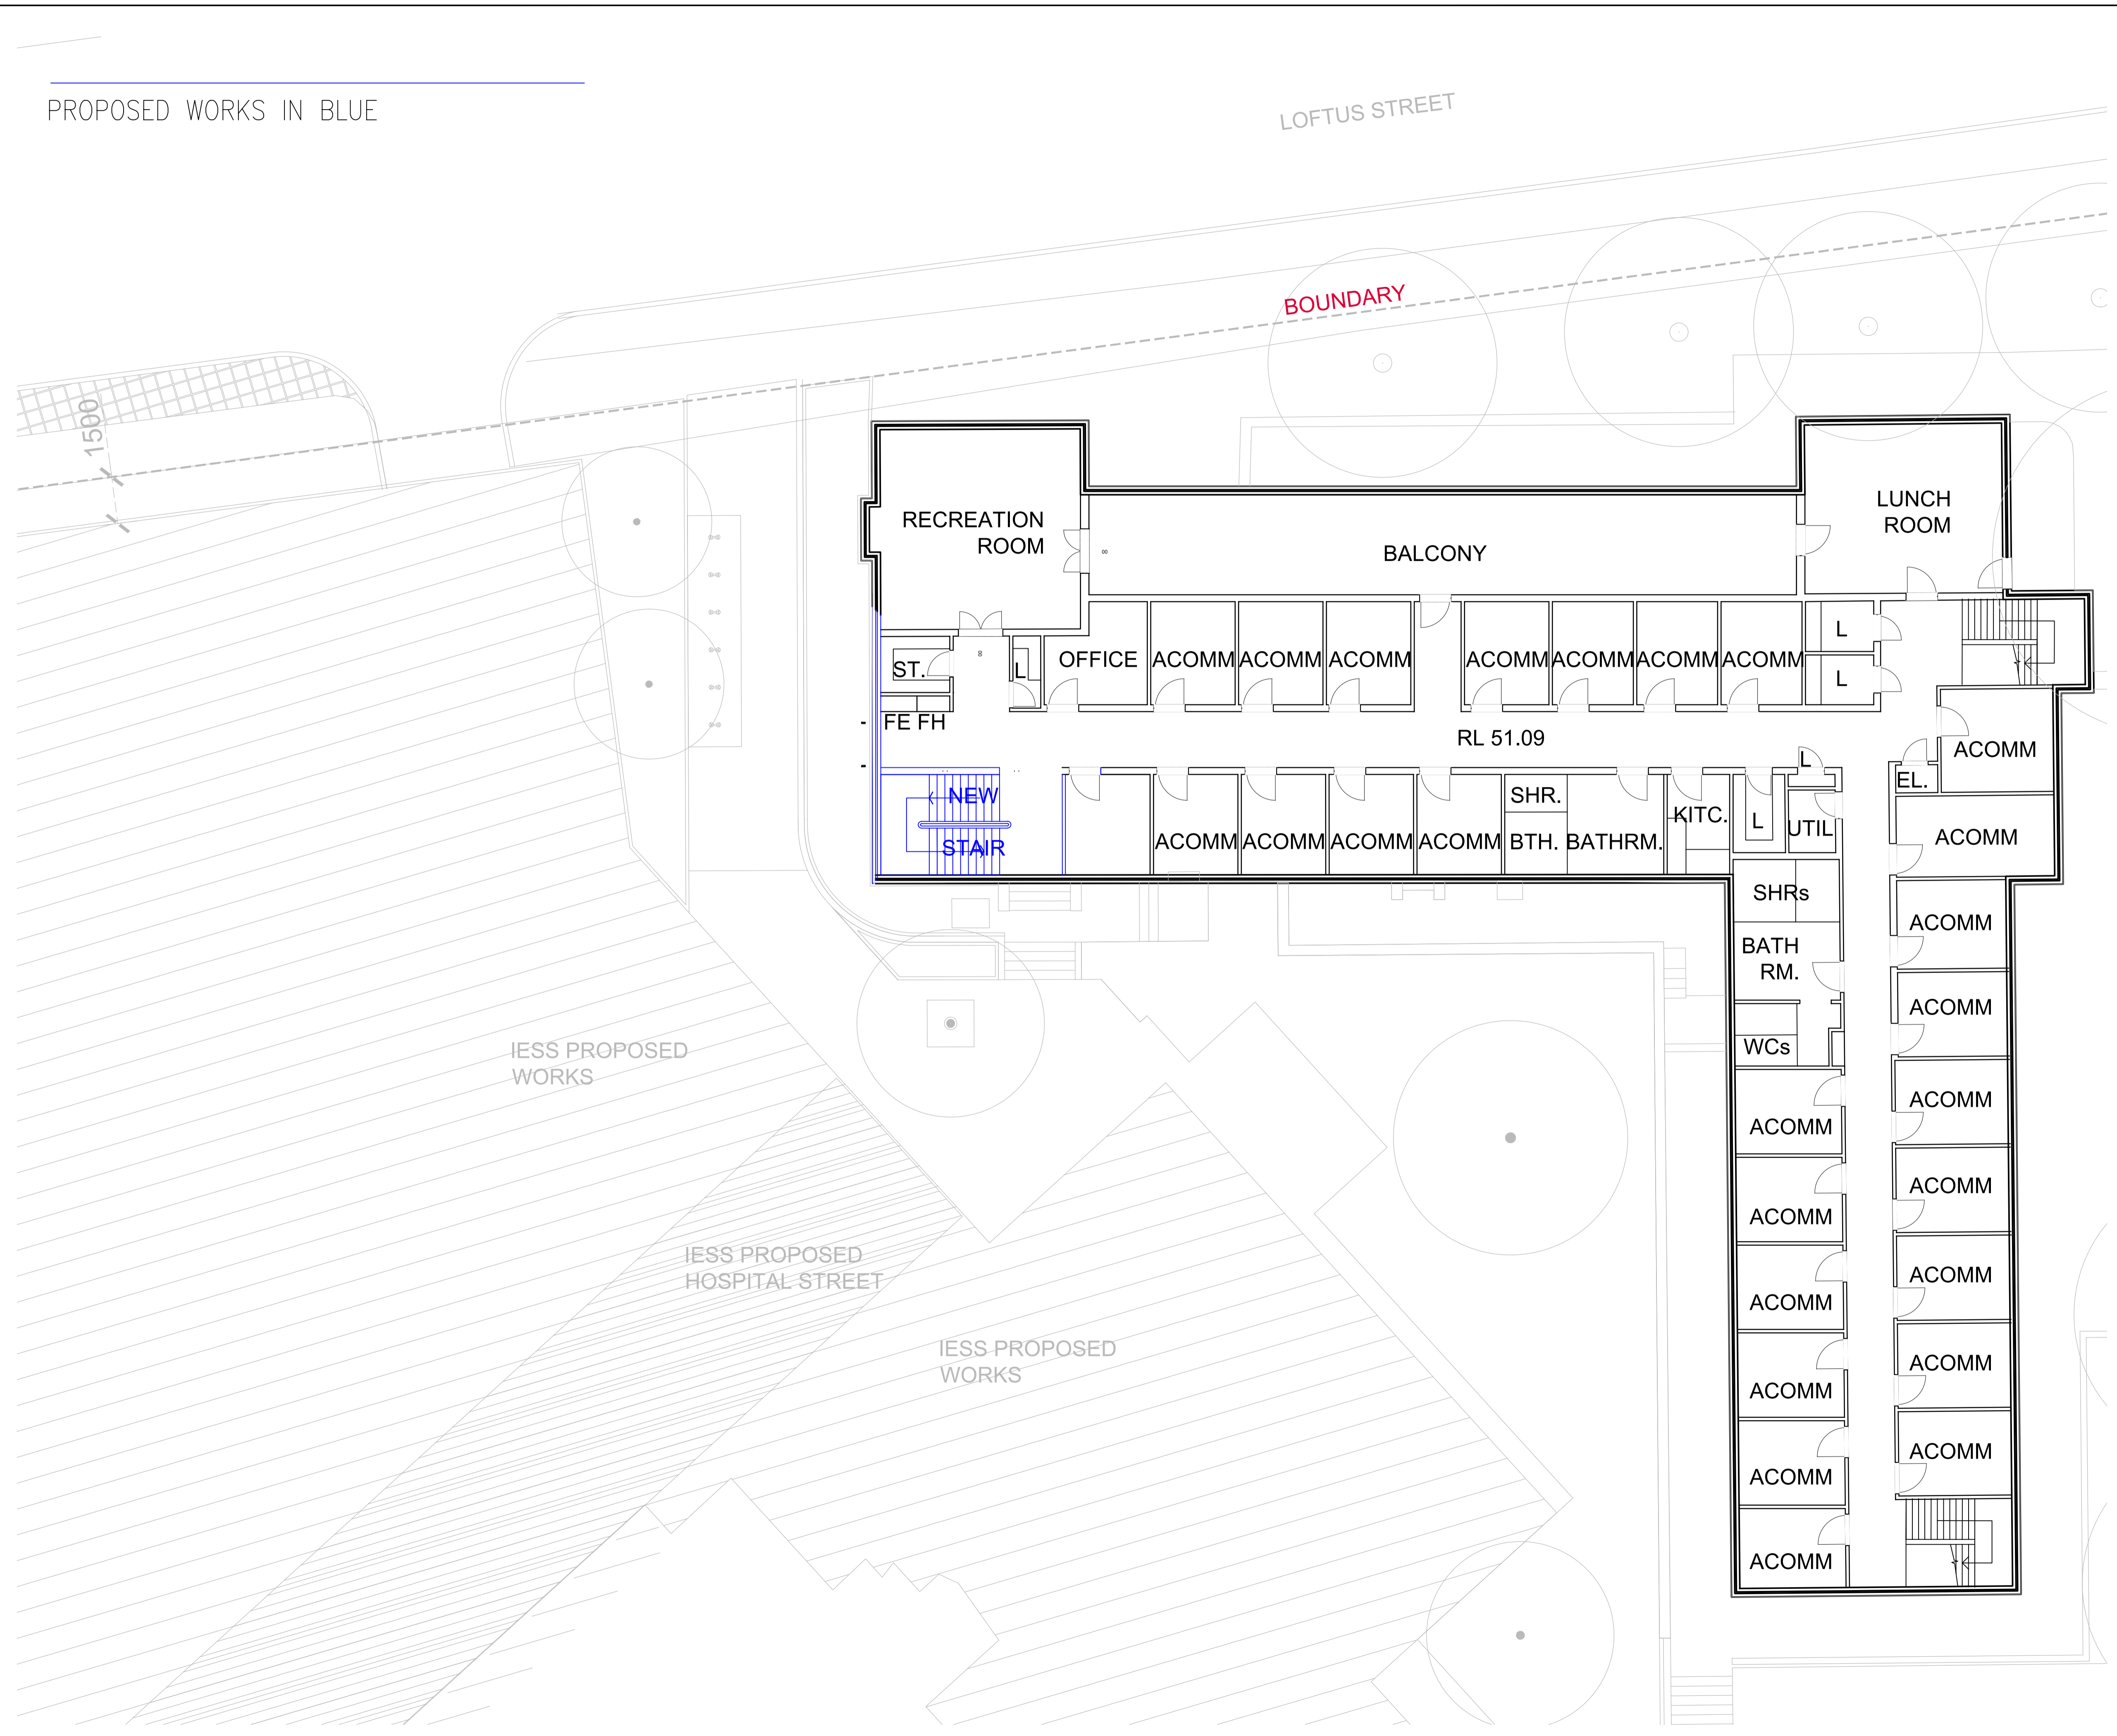 PROPOSED WORKS IN BLUE
LOFTUS STREET
BOUNDARY
1500
RECREATION
ROOM
BALCONY
LUNCH
ROOM
ST.
L
OFFICE
ACOMM
ACOMM
ACOMM
ACOMM
ACOMM
ACOMM
ACOMM
L
L
FE FH
RL 51.09
ACOMM
L
EL.
NEW
STAIR
ACOMM
ACOMM
ACOMM
ACOMM
SHR.
BTH.
BATHRM.
KITC.
L
UTIL
ACOMM
SHRs
ACOMM
BATH
RM.
ACOMM
WCs
ACOMM
ACOMM
ACOMM
ACOMM
ACOMM
ACOMM
ACOMM
ACOMM
ACOMM
ACOMM
ACOMM
IESS PROPOSED
WORKS
IESS PROPOSED
HOSPITAL STREET
IESS PROPOSED
WORKS